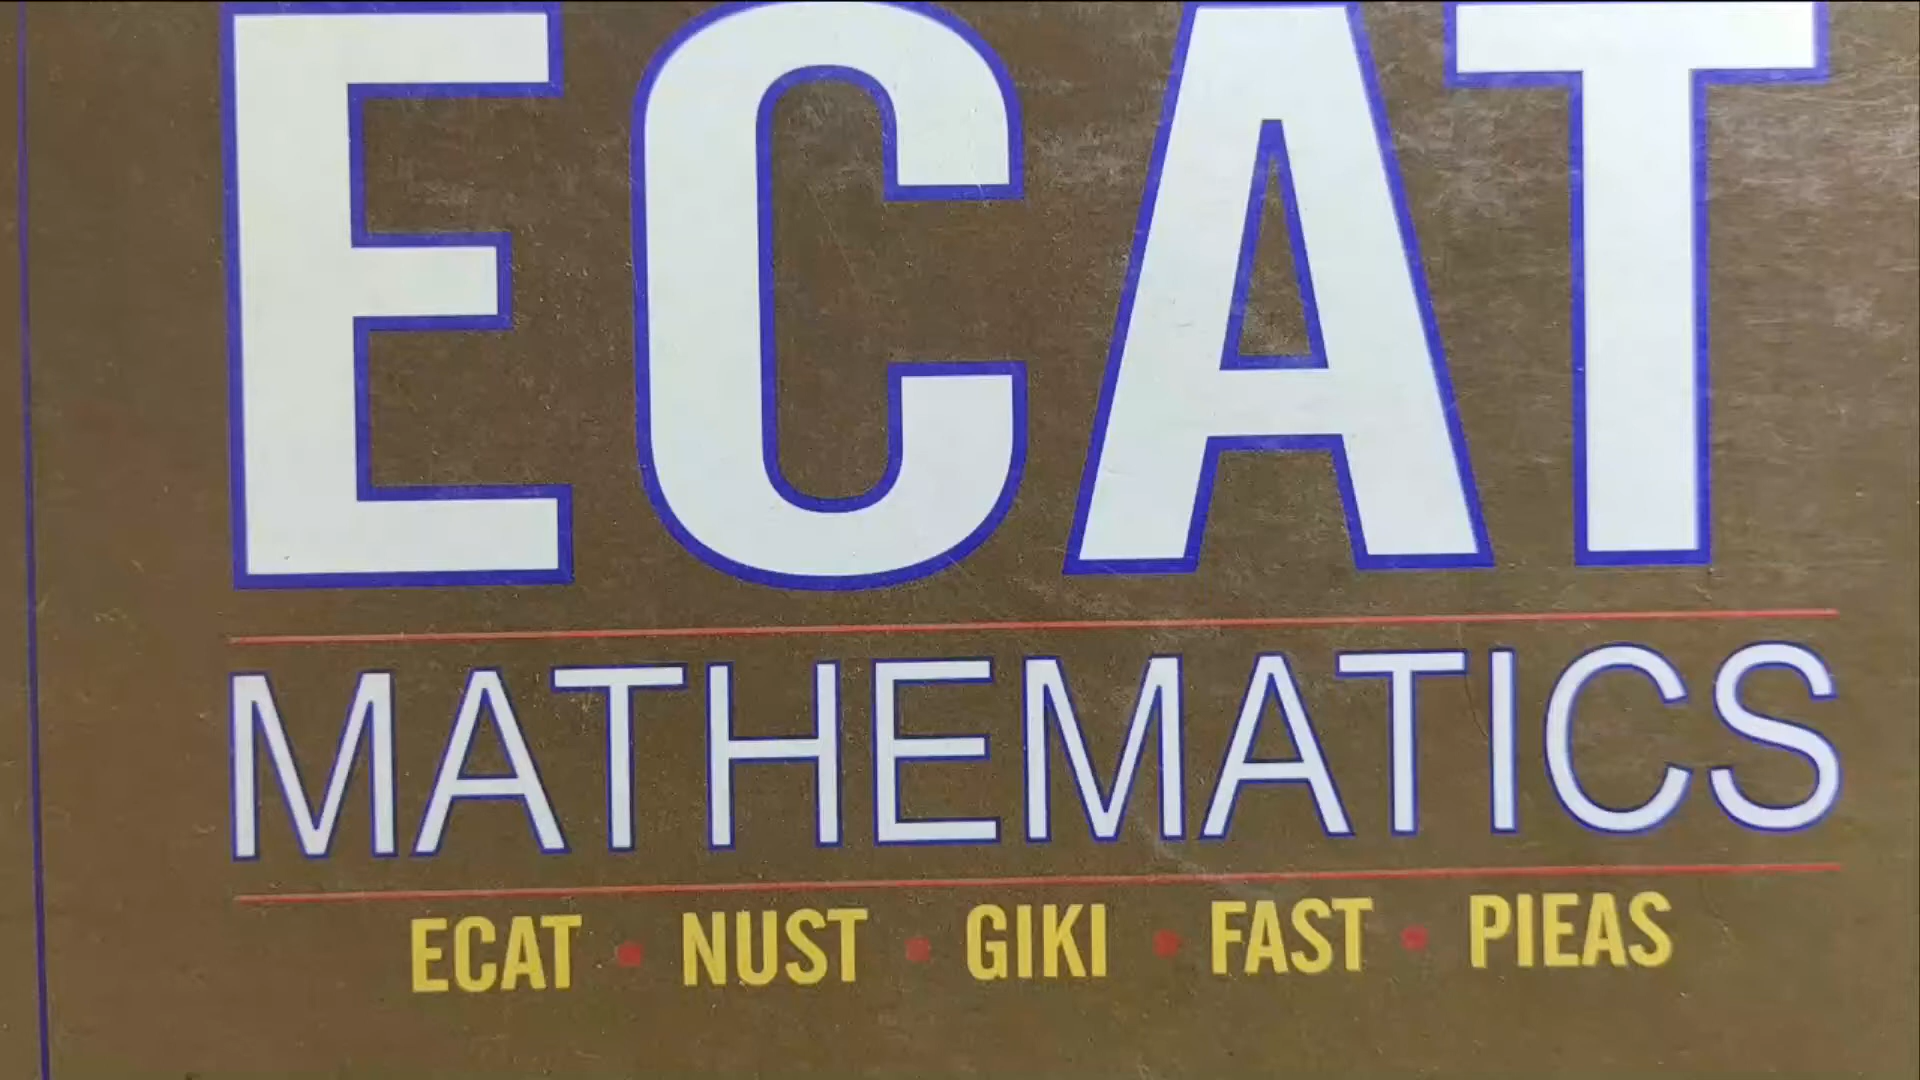 ECAT
MATHEMATICS
ECAT • NUST • GIKI • FAST • PIEAS